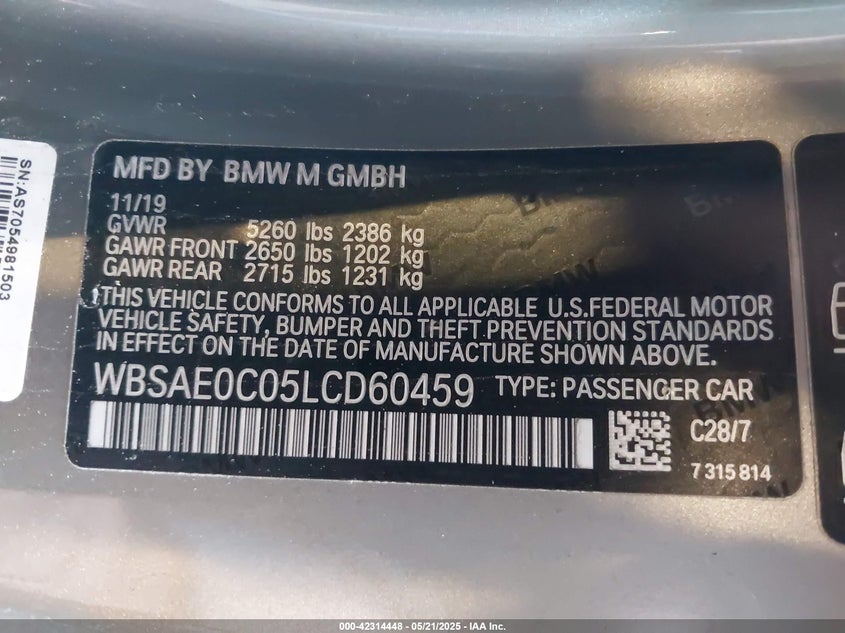 SN:AS7054981503
MFD BY BMW M GMBH
11/19
GVWR 5260 lbs 2386 kg
GAWR FRONT 2650 lbs 1202 kg
GAWR REAR 2715 lbs 1231 kg
THIS VEHICLE CONFORMS TO ALL APPLICABLE U.S.FEDERAL MOTOR
VEHICLE SAFETY, BUMPER AND THEFT PREVENTION STANDARDS
IN EFFECT ON THE DATE OF MANUFACTURE SHOWN ABOVE.
WBSAE0C05LCD60459 TYPE: PASSENGER CAR
C28/7
7315814
000-42314448 - 05/21/2025 - IAA Inc.